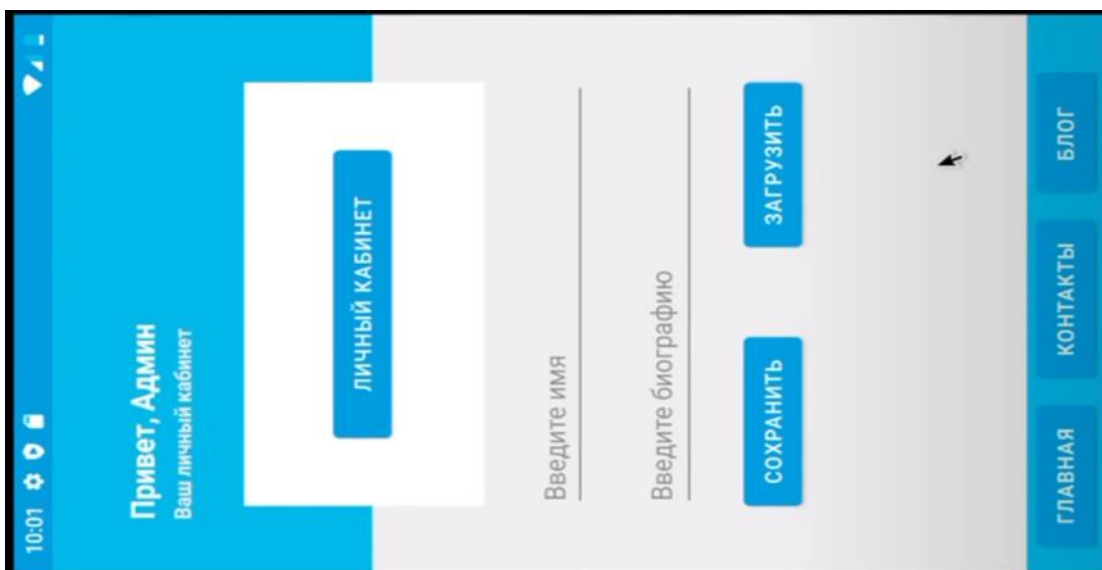 10:01
Привет, Админ
Ваш личный кабинет
ЛИЧНЫЙ КАБИНЕТ
Введите имя
Введите биографию
СОХРАНИТЬ ЗАГРУЗИТЬ
ГЛАВНАЯ КОНТАКТЫ БЛОГ